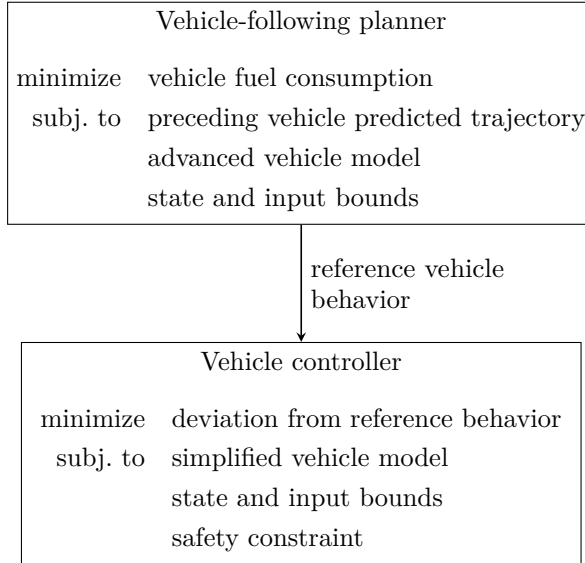 Vehicle-following planner
minimize vehicle fuel consumption
subj. to preceding vehicle predicted trajectory
advanced vehicle model
state and input bounds
reference vehicle
behavior
Vehicle controller
minimize deviation from reference behavior
subj. to simplified vehicle model
state and input bounds
safety constraint